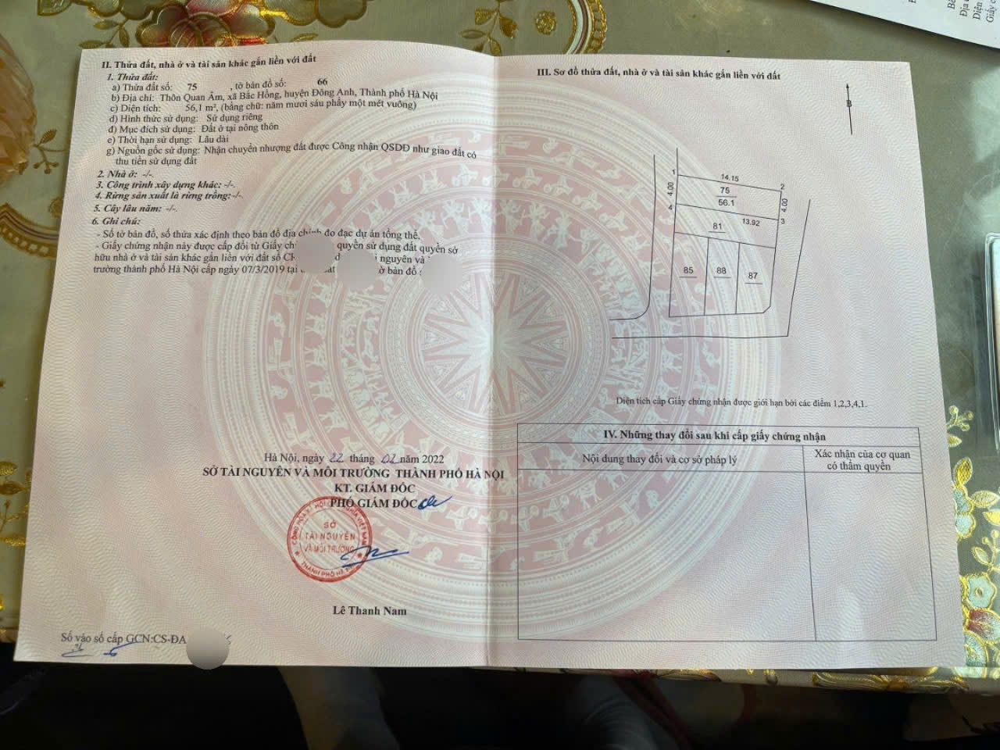 II. Thửa đất, nhà ở và tài sản khác gắn liền với đất
1. Thửa đất:
a) Thửa đất số: 75 , tờ bản đồ số: 66
b) Địa chỉ: Thôn Quan Âm, xã Bắc Hồng, huyện Đông Anh, Thành phố Hà Nội
c) Diện tích: 56,1 m², (bằng chữ: năm mươi sáu phẩy một mét vuông)
d) Hình thức sử dụng: Sử dụng riêng
đ) Mục đích sử dụng: Đất ở tại nông thôn
e) Thời hạn sử dụng: Lâu dài
g) Nguồn gốc sử dụng: Nhận chuyển nhượng đất được Công nhận QSDĐ như giao đất có
thu tiền sử dụng đất
2. Nhà ở: -/-.
3. Công trình xây dựng khác: -/-.
4. Rừng sản xuất là rừng trồng: -/-.
5. Cây lâu năm: -/-.
6. Ghi chú:
- Số tờ bản đồ, số thửa xác định theo bản đồ địa chính đo đạc dự án tổng thể.
- Giấy chứng nhận này được cấp đổi từ Giấy quyền sử dụng đất quyền sở
hữu nhà ở và tài sản khác gắn liền với đất số nguyên và
trường thành phố Hà Nội cấp ngày 07/3/2019 tại ở bản đồ
Hà Nội, ngày 22 tháng 02 năm 2022
SỞ TÀI NGUYÊN VÀ MÔI TRƯỜNG THÀNH PHỐ HÀ NỘI
KT. GIÁM ĐỐC
PHÓ GIÁM ĐỐC
SỞ
TÀI NGUYÊN
VÀ MÔI TRƯỜNG
THÀNH PHỐ HÀ NỘI
Lê Thanh Nam
Số vào sổ cấp GCN:CS-ĐA
III. Sơ đồ thửa đất, nhà ở và tài sản khác gắn liền với đất
B
1
14.15
2
4.00
75
56.1
4.00
4
13.92
3
81
85
88
87
Diện tích cấp Giấy chứng nhận được giới hạn bởi các điểm 1,2,3,4,1.
IV. Những thay đổi sau khi cấp giấy chứng nhận
Nội dung thay đổi và cơ sở pháp lý
Xác nhận của cơ quan
có thẩm quyền
Địa
Diện
Giấy